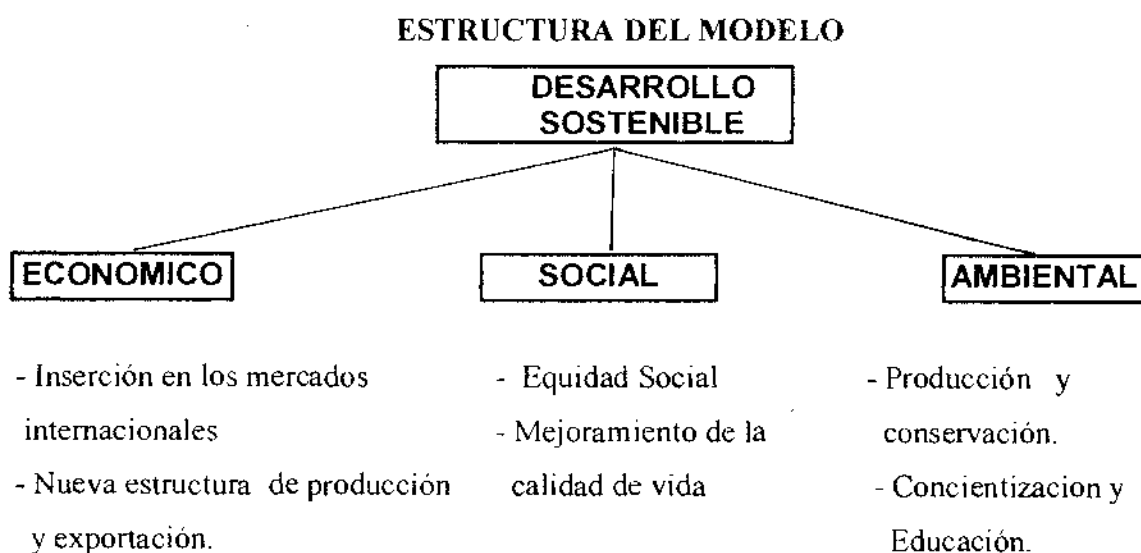 ESTRUCTURA DEL MODELO
DESARROLLO
SOSTENIBLE
ECONOMICO
SOCIAL
AMBIENTAL
- Inserción en los mercados
internacionales
- Nueva estructura de producción
y exportación.
- Equidad Social
- Mejoramiento de la
calidad de vida
- Producción y
conservación.
- Concientizacion y
Educación.